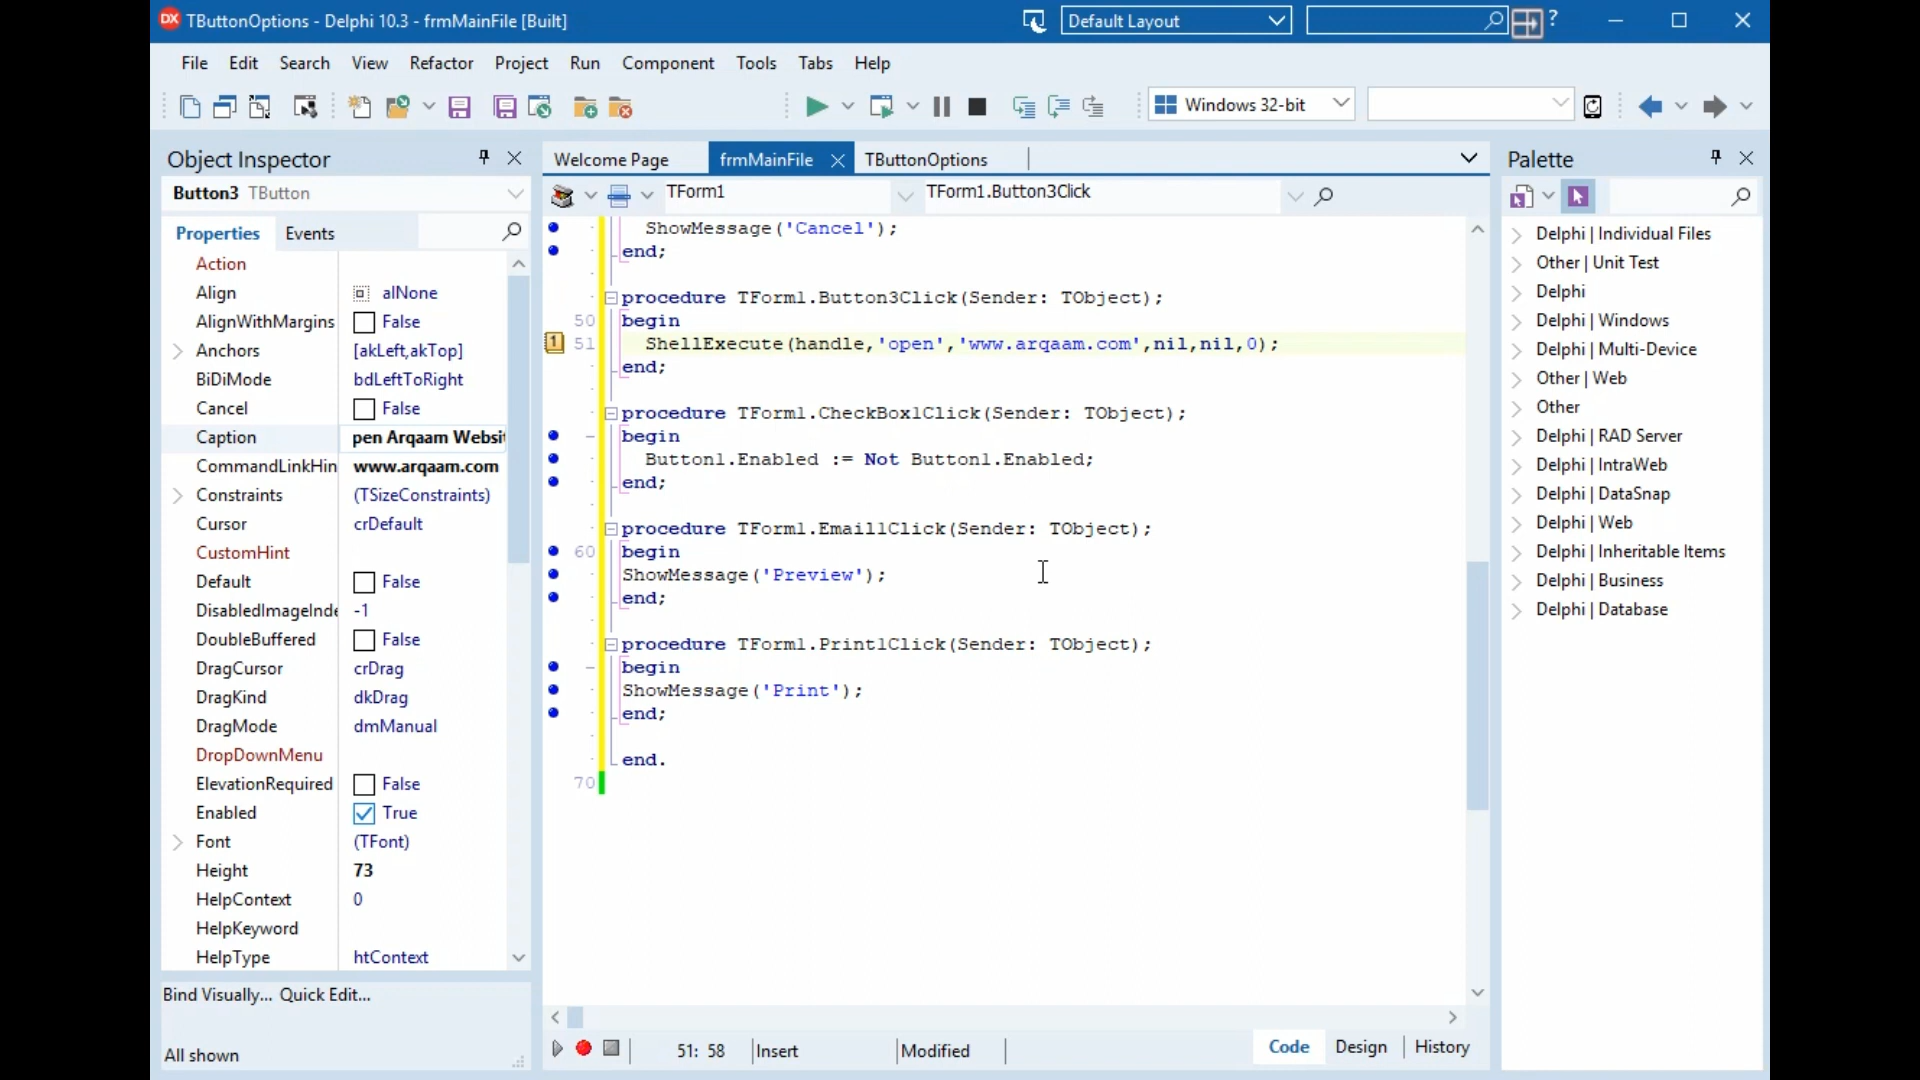 TButtonOptions - Delphi 10.3 - frmMainFile [Built]
Default Layout
?
File Edit Search View Refactor Project Run Component Tools Tabs Help
Windows 32-bit
Object Inspector
Button3 TButton
Properties Events
Action
Align alNone
AlignWithMargins False
Anchors [akLeft,akTop]
BiDiMode bdLeftToRight
Cancel False
Caption pen Arqaam Websi
CommandLinkHin www.arqaam.com
Constraints (TSizeConstraints)
Cursor crDefault
CustomHint
Default False
DisabledImageInde -1
DoubleBuffered False
DragCursor crDrag
DragKind dkDrag
DragMode dmManual
DropDownMenu
ElevationRequired False
Enabled True
Font (TFont)
Height 73
HelpContext 0
HelpKeyword
HelpType htContext
Bind Visually... Quick Edit...
All shown
Welcome Page frmMainFile TButtonOptions
TForm1 TForm1.Button3Click
ShowMessage('Cancel');
end;
procedure TForm1.Button3Click(Sender: TObject);
50 begin
1 51 ShellExecute(handle,'open','www.arqaam.com',nil,nil,0);
end;
procedure TForm1.CheckBox1Click(Sender: TObject);
begin
Button1.Enabled := Not Button1.Enabled;
end;
procedure TForm1.Email1Click(Sender: TObject);
60 begin
ShowMessage('Preview');
end;
procedure TForm1.Print1Click(Sender: TObject);
begin
ShowMessage('Print');
end;
end.
70
51: 58 Insert Modified
Code Design History
Palette
Delphi | Individual Files
Other | Unit Test
Delphi
Delphi | Windows
Delphi | Multi-Device
Other | Web
Other
Delphi | RAD Server
Delphi | IntraWeb
Delphi | DataSnap
Delphi | Web
Delphi | Inheritable Items
Delphi | Business
Delphi | Database